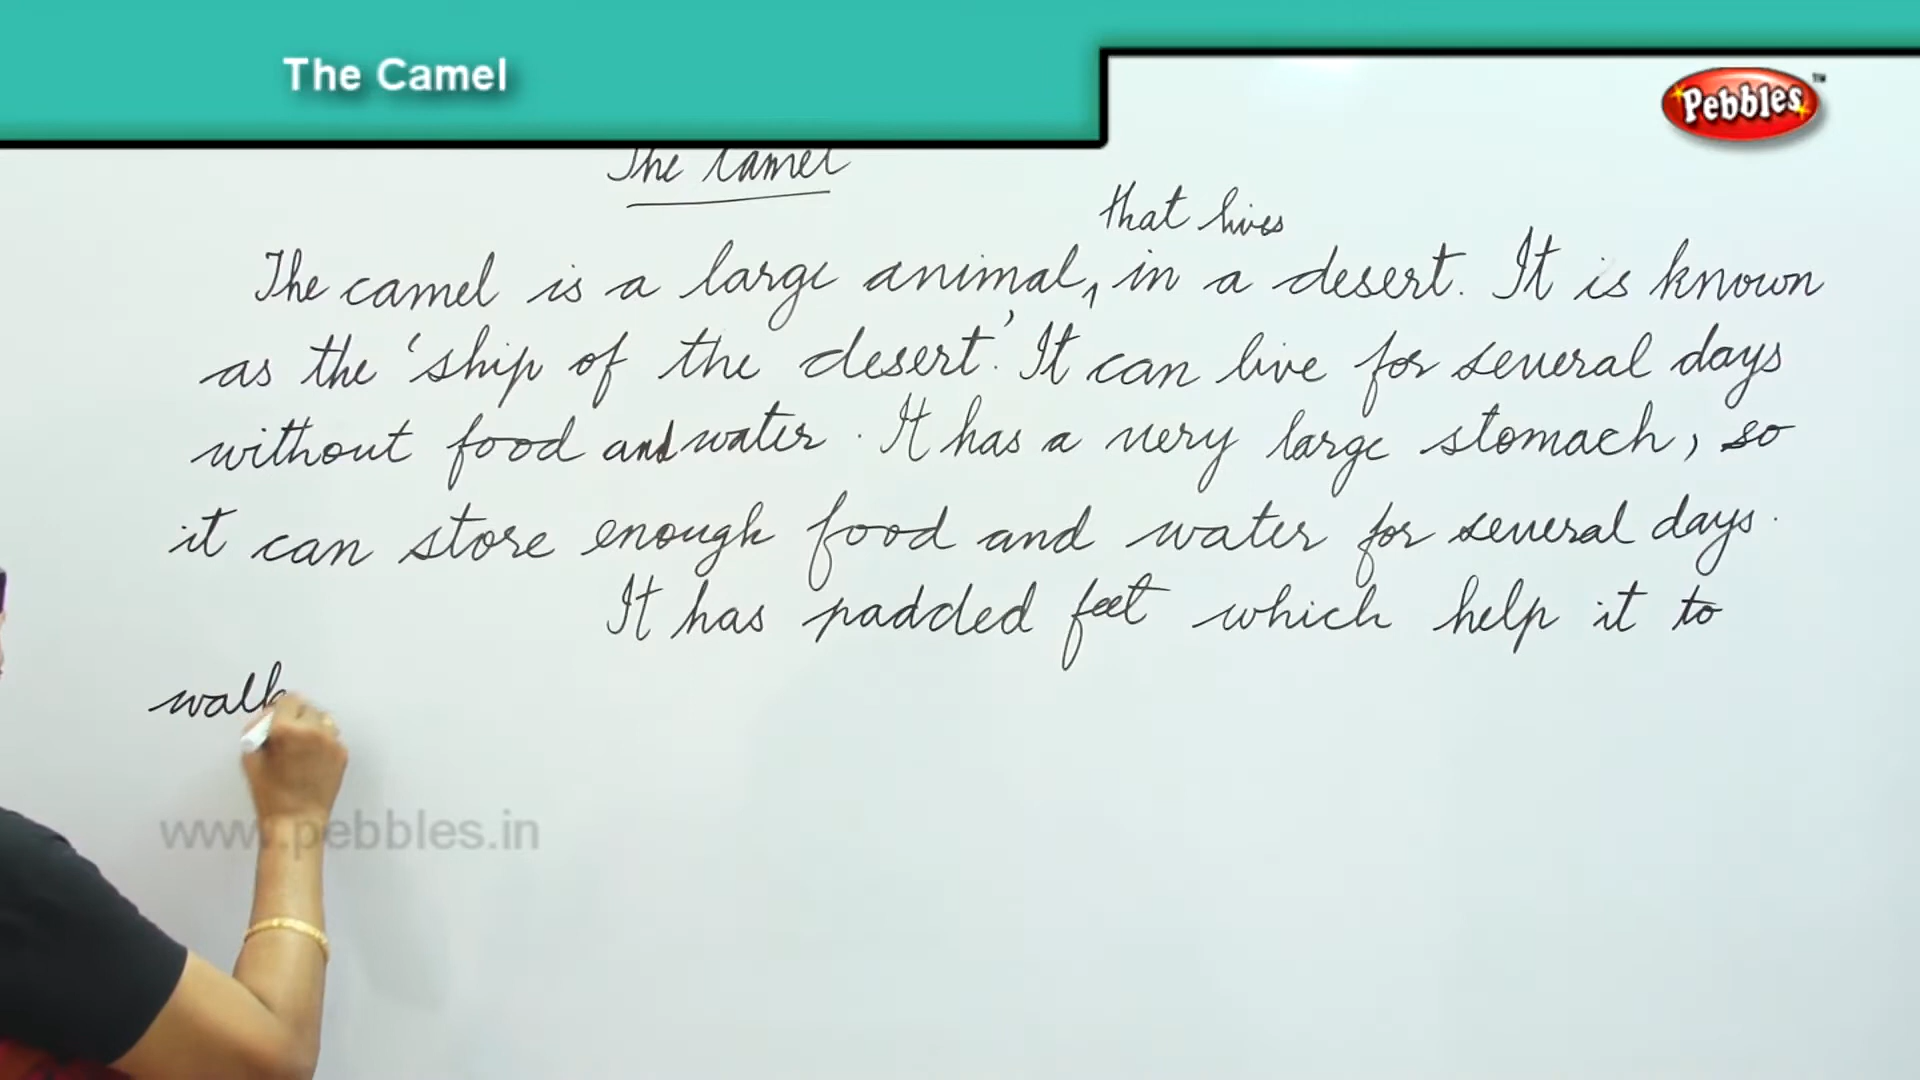 The Camel
Pebbles™
The Camel
that lives
The camel is a large animal, in a desert. It is known
as the 'ship of the desert.' It can live for several days
without food and water. It has a very large stomach, so
it can store enough food and water for several days.
It has padded feet which help it to
walk
www.pebbles.in